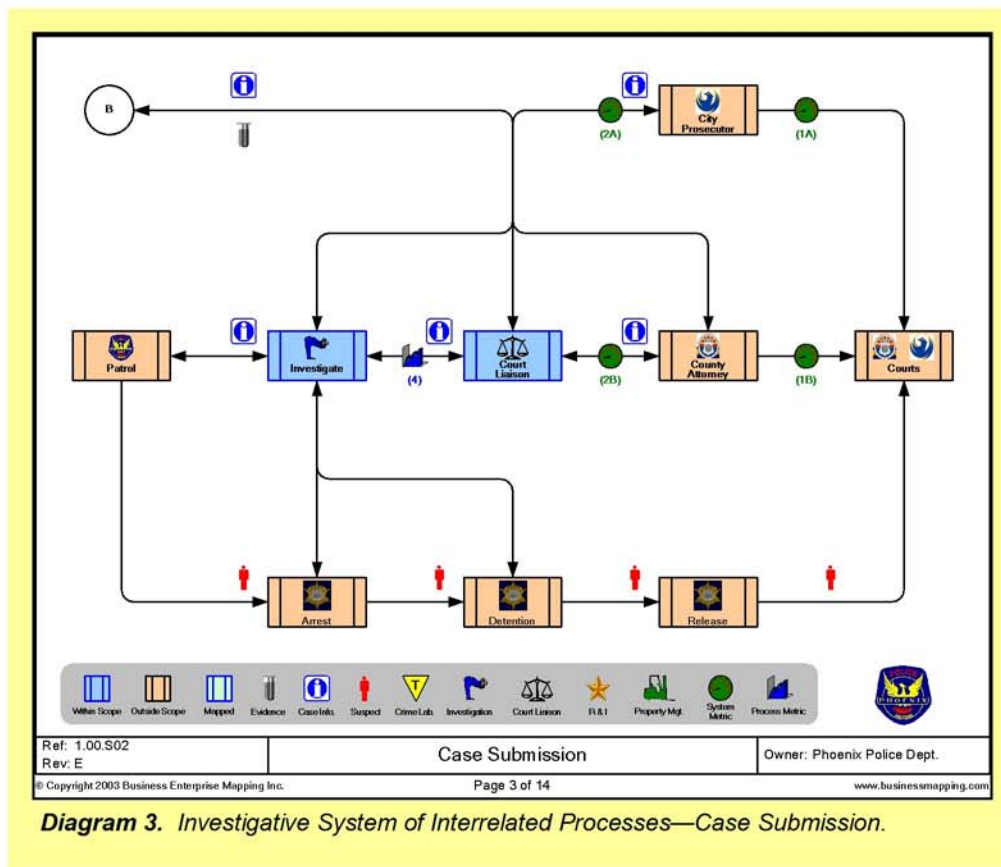 B
(2A)
City
Prosecutor
(1A)
Patrol
Investigate
(4)
Court
Liaison
(2B)
County
Attorney
(1B)
Courts
Arrest
Detention
Release
Within Scope
Outside Scope
Mapped
Evidence
Case Info.
Suspect
T
Crime Lab.
Investigation
Court Liaison
R & I
Property Mgt.
System
Metric
Process Metric
POLICE
PHOENIX
Ref: 1.00.S02
Rev: E
Case Submission
Owner: Phoenix Police Dept.
© Copyright 2003 Business Enterprise Mapping Inc.
Page 3 of 14
www.businessmapping.com
Diagram 3. Investigative System of Interrelated Processes—Case Submission.